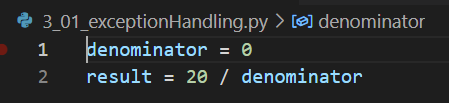 3_01_exceptionHandling.py > denominator
1 denominator = 0
2 result = 20 / denominator